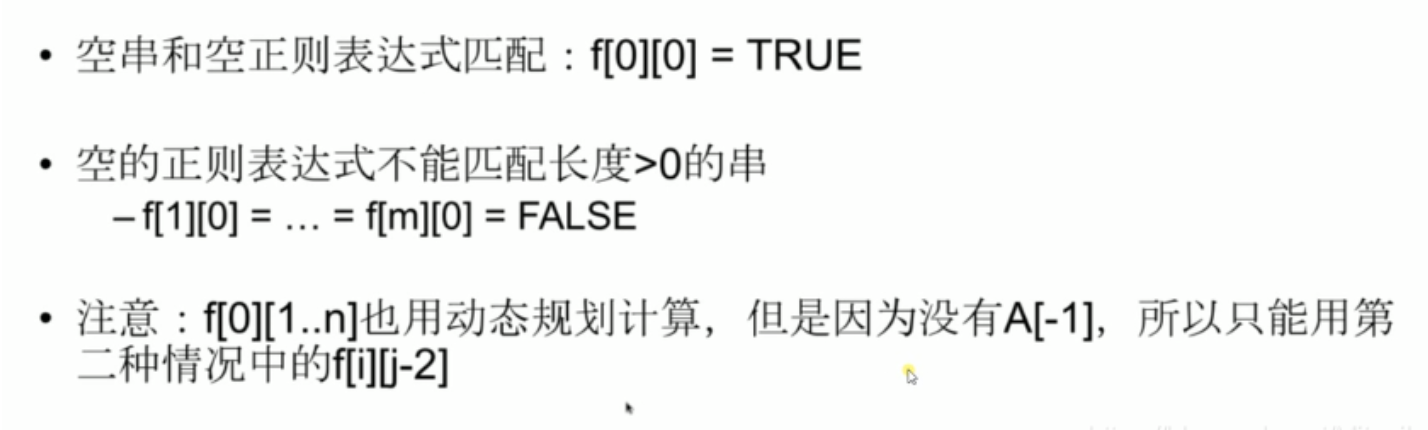 • 空串和空正则表达式匹配：f[0][0] = TRUE
• 空的正则表达式不能匹配长度>0的串
– f[1][0] = … = f[m][0] = FALSE
• 注意：f[0][1..n]也用动态规划计算，但是因为没有A[-1]，所以只能用第
二种情况中的f[i][j-2]